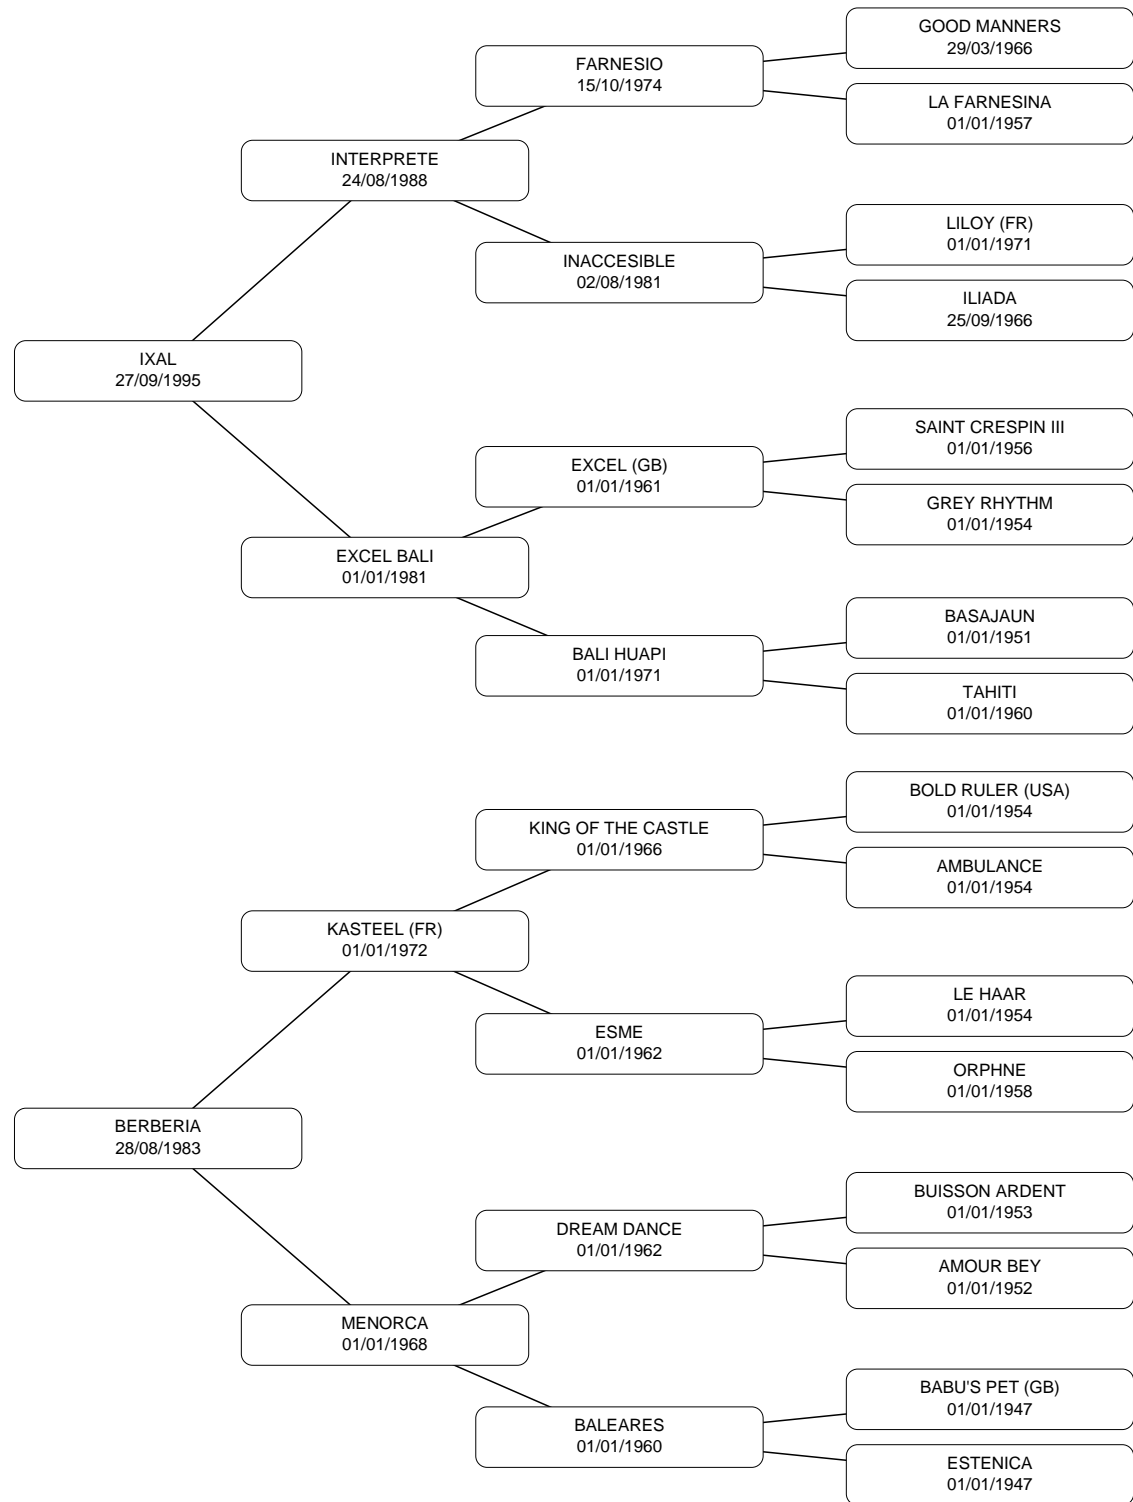 GOOD MANNERS
29/03/1966
FARNESIO
15/10/1974
LA FARNESINA
01/01/1957
INTERPRETE
24/08/1988
LILOY (FR)
01/01/1971
INACCESIBLE
02/08/1981
ILIADA
25/09/1966
IXAL
27/09/1995
SAINT CRESPIN III
01/01/1956
EXCEL (GB)
01/01/1961
GREY RHYTHM
01/01/1954
EXCEL BALI
01/01/1981
BASAJAUN
01/01/1951
BALI HUAPI
01/01/1971
TAHITI
01/01/1960
BOLD RULER (USA)
01/01/1954
KING OF THE CASTLE
01/01/1966
AMBULANCE
01/01/1954
KASTEEL (FR)
01/01/1972
LE HAAR
01/01/1954
ESME
01/01/1962
ORPHNE
01/01/1958
BERBERIA
28/08/1983
BUISSON ARDENT
01/01/1953
DREAM DANCE
01/01/1962
AMOUR BEY
01/01/1952
MENORCA
01/01/1968
BABU'S PET (GB)
01/01/1947
BALEARES
01/01/1960
ESTENICA
01/01/1947